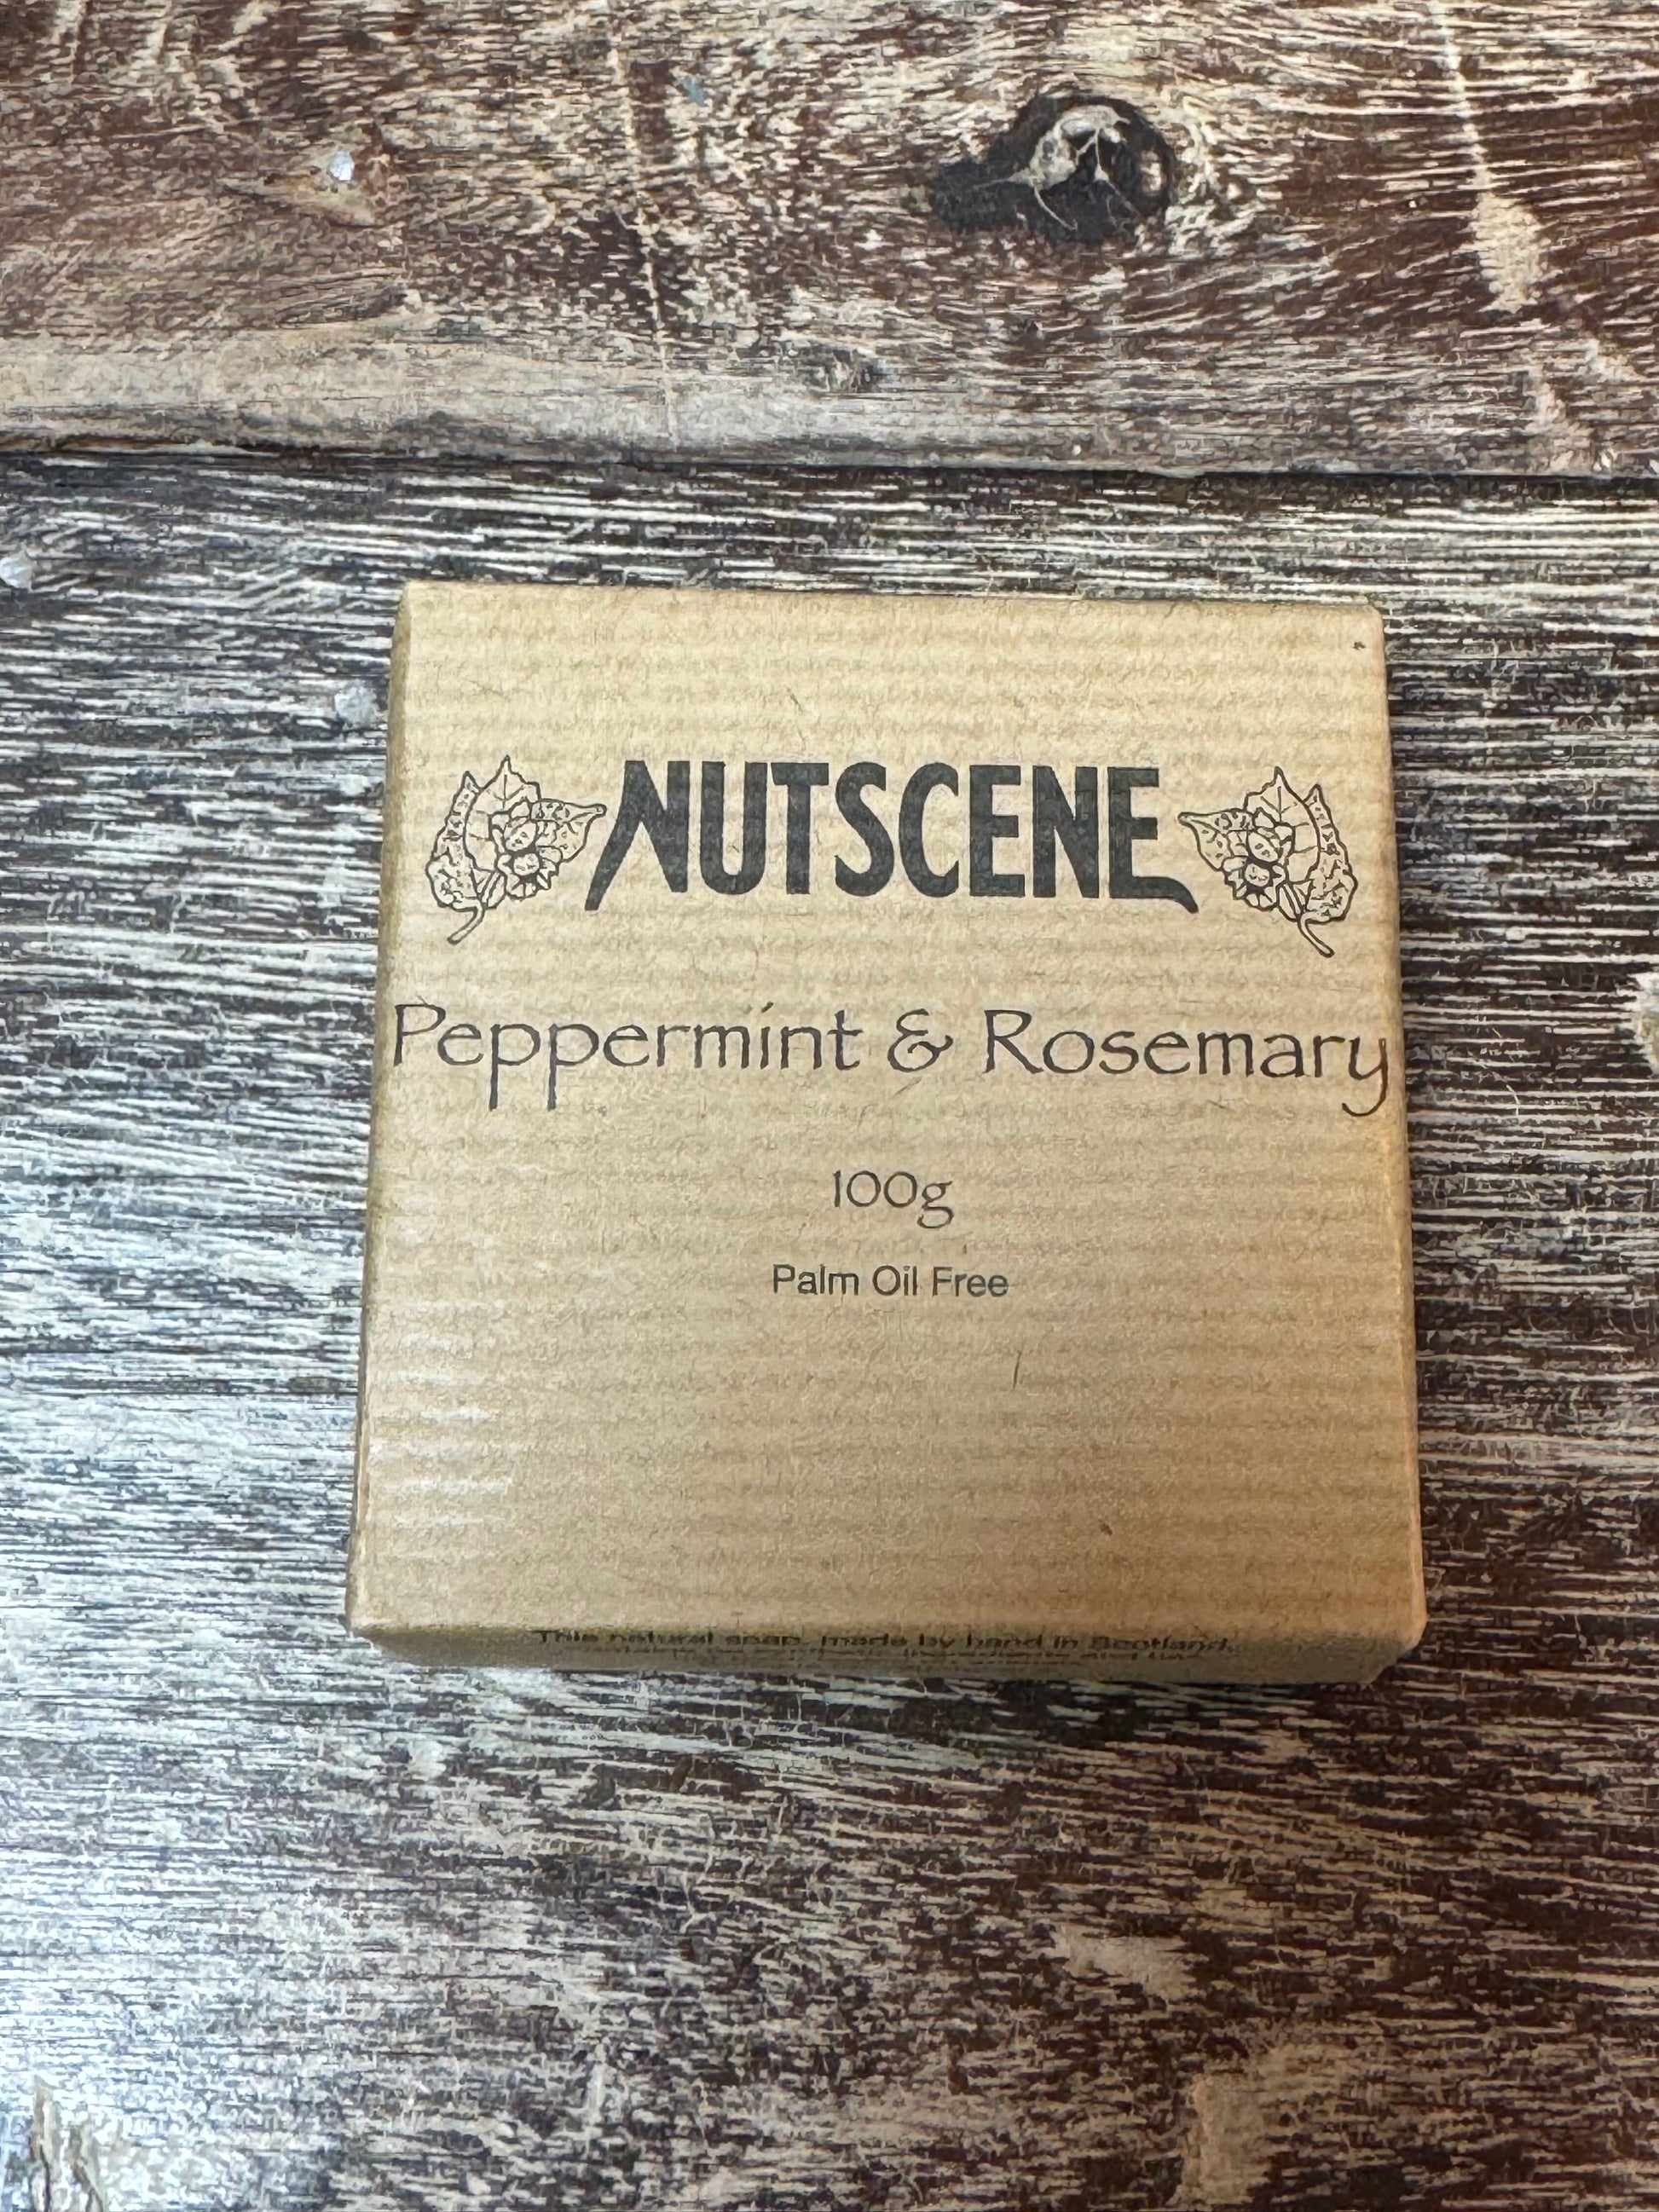 NUTSCENE
Peppermint & Rosemary
100g
Palm Oil Free
This natural soap, made by hand in Scotland,